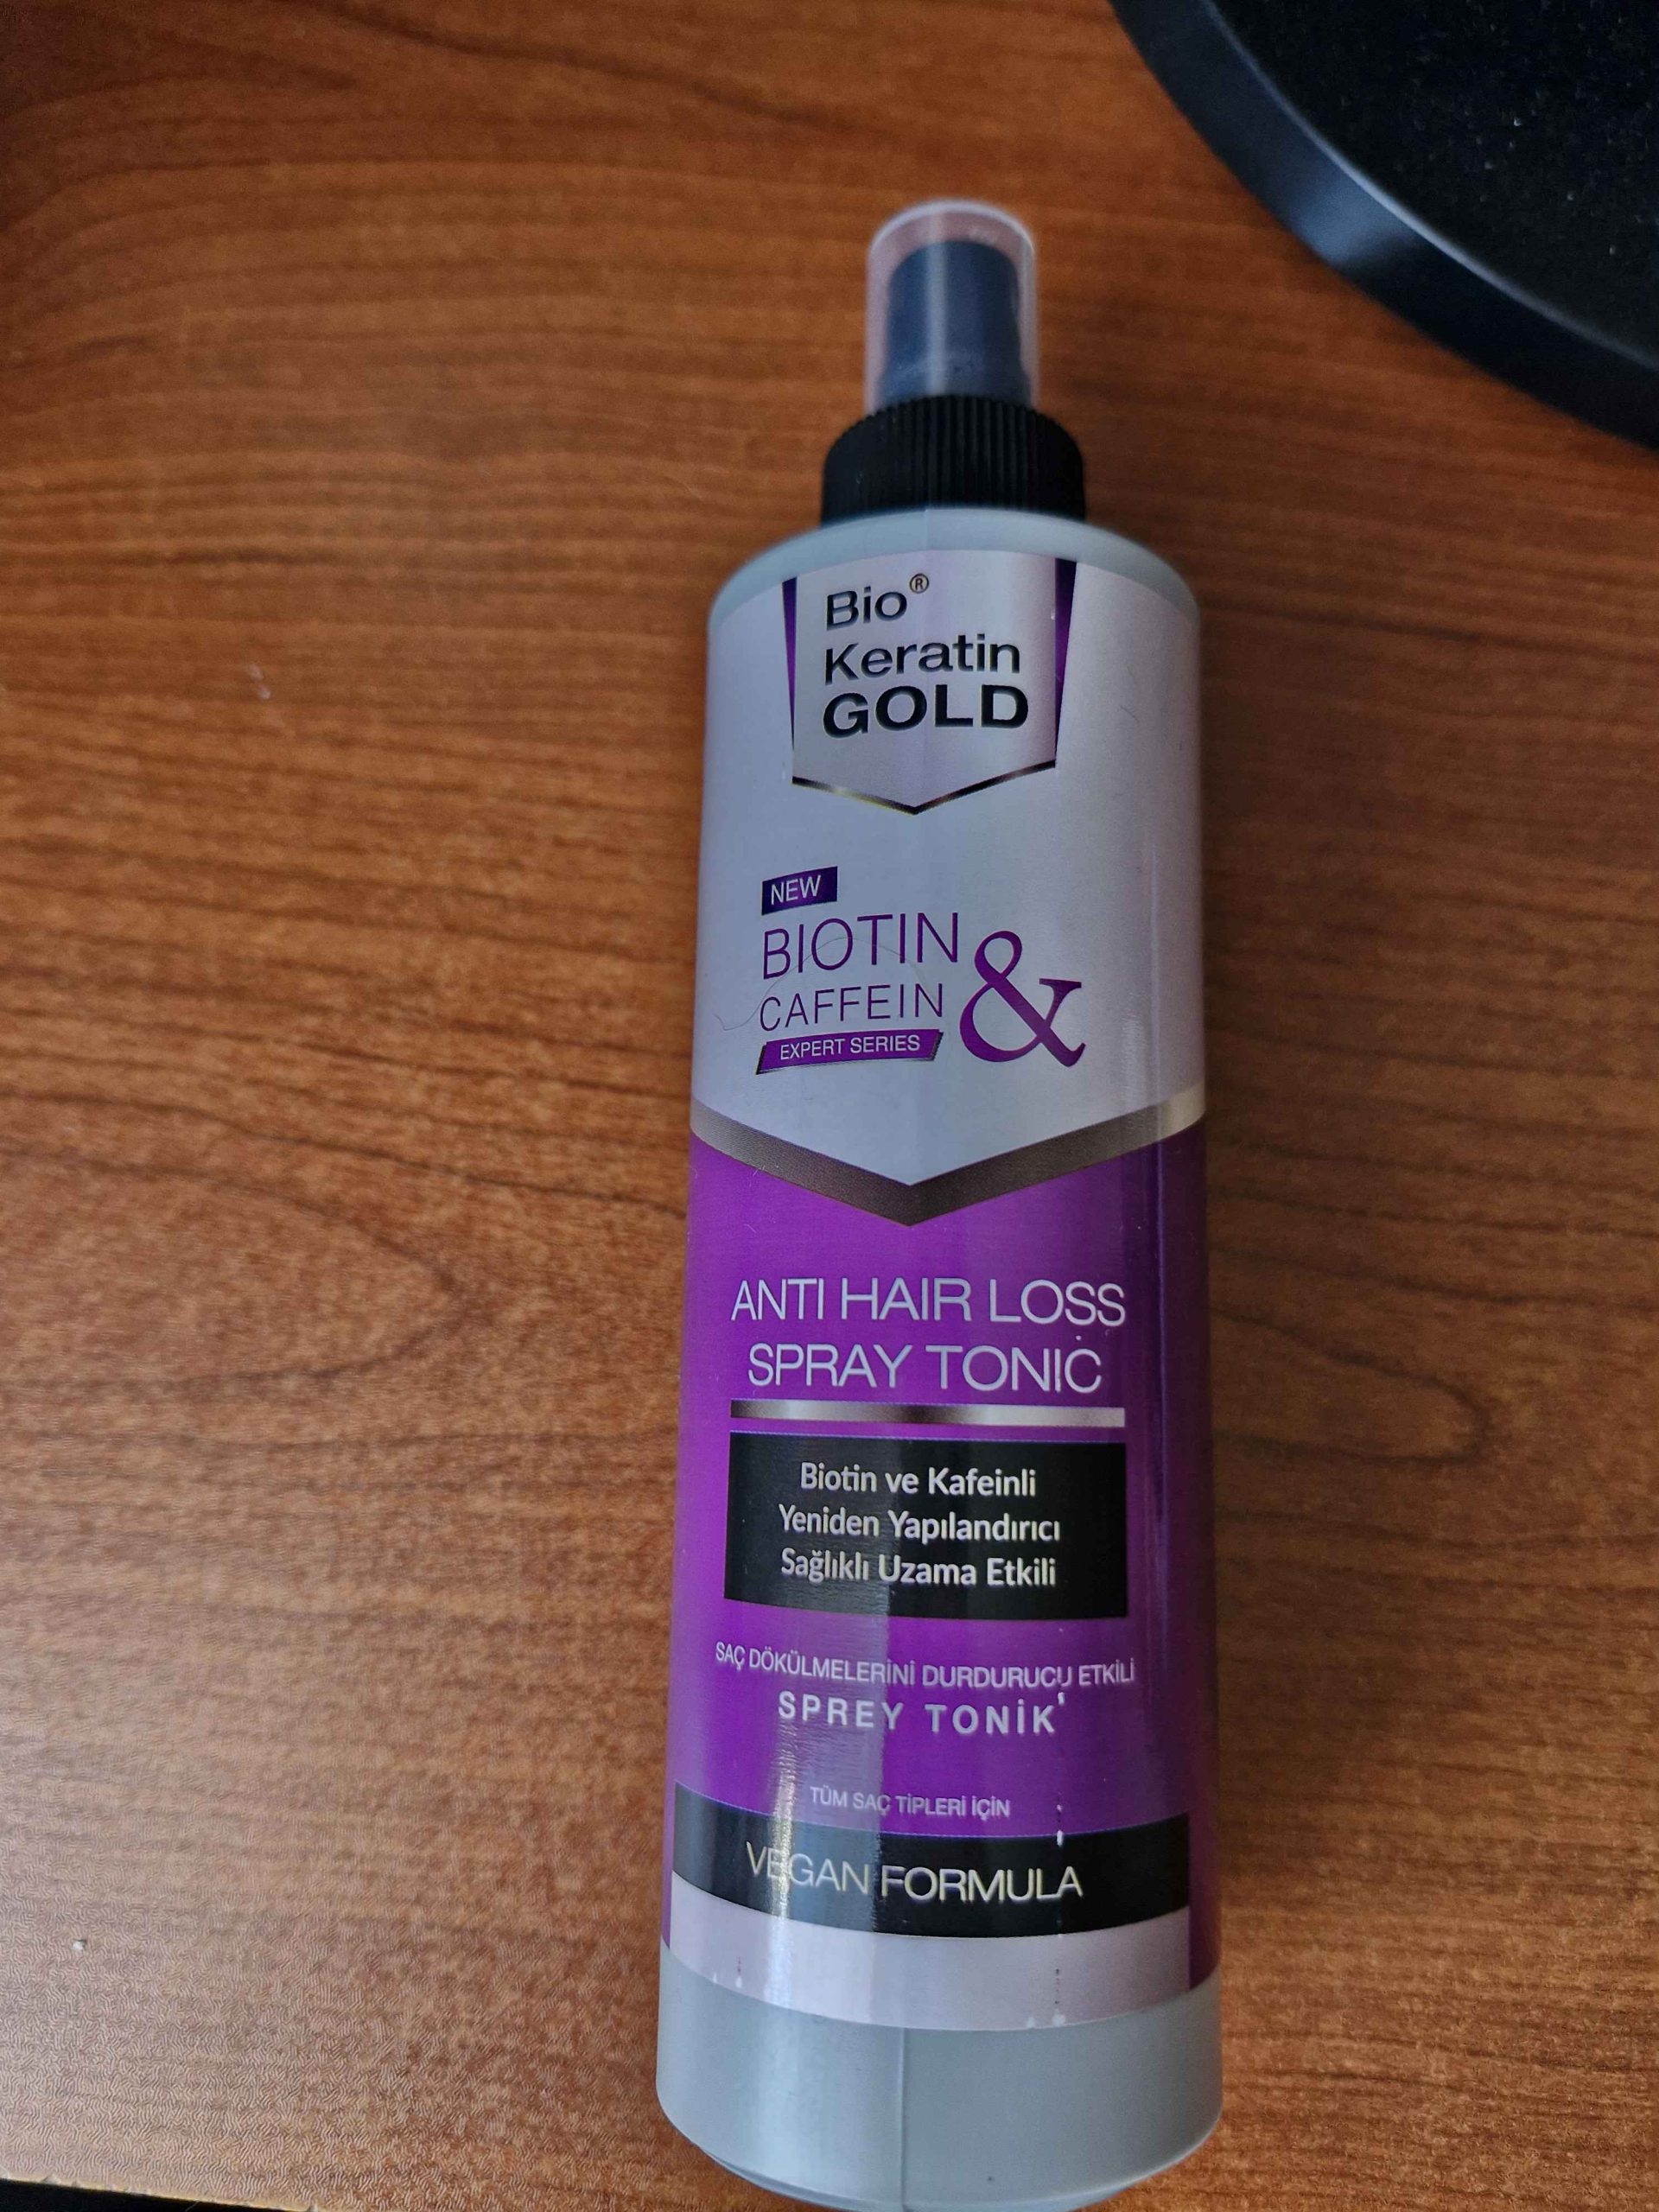 Bio®
Keratin
GOLD
NEW
BIOTIN &
CAFFEIN
EXPERT SERIES
ANTI HAIR LOSS
SPRAY TONIC
Biotin ve Kafeinli
Yeniden Yapılandırıcı
Sağlıklı Uzama Etkili
SAÇ DÖKÜLMELERİNİ DURDURUCU ETKİLİ
SPREY TONİK
TÜM SAÇ TİPLERİ İÇİN
VEGAN FORMULA